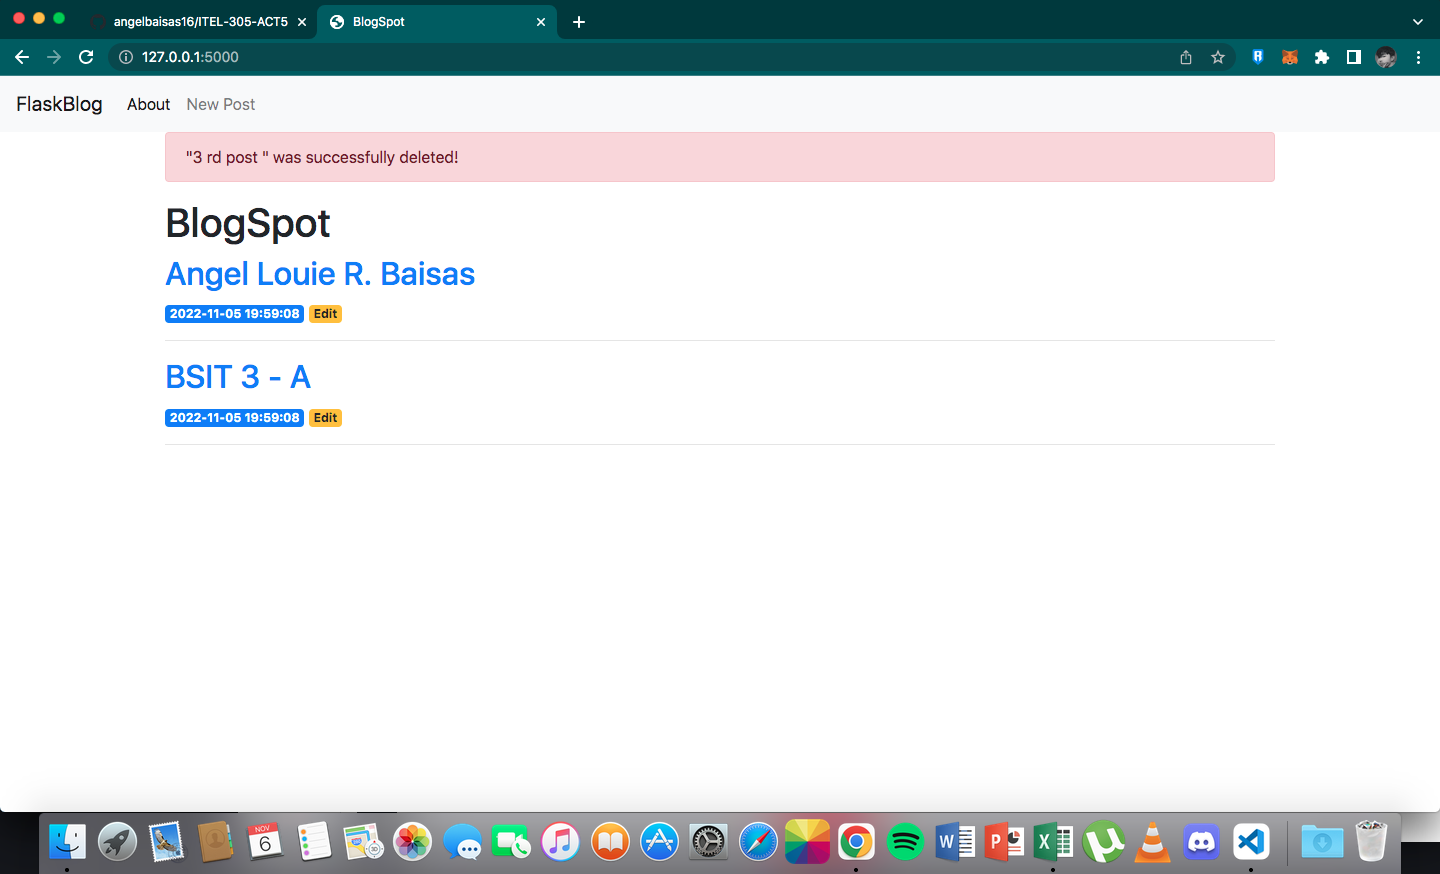 angelbaisas16/ITEL-305-ACT5
BlogSpot
127.0.0.1:5000
FlaskBlog About New Post
"3 rd post " was successfully deleted!
BlogSpot
Angel Louie R. Baisas
2022-11-05 19:59:08 Edit
BSIT 3 - A
2022-11-05 19:59:08 Edit
NOV
6
W
P
X